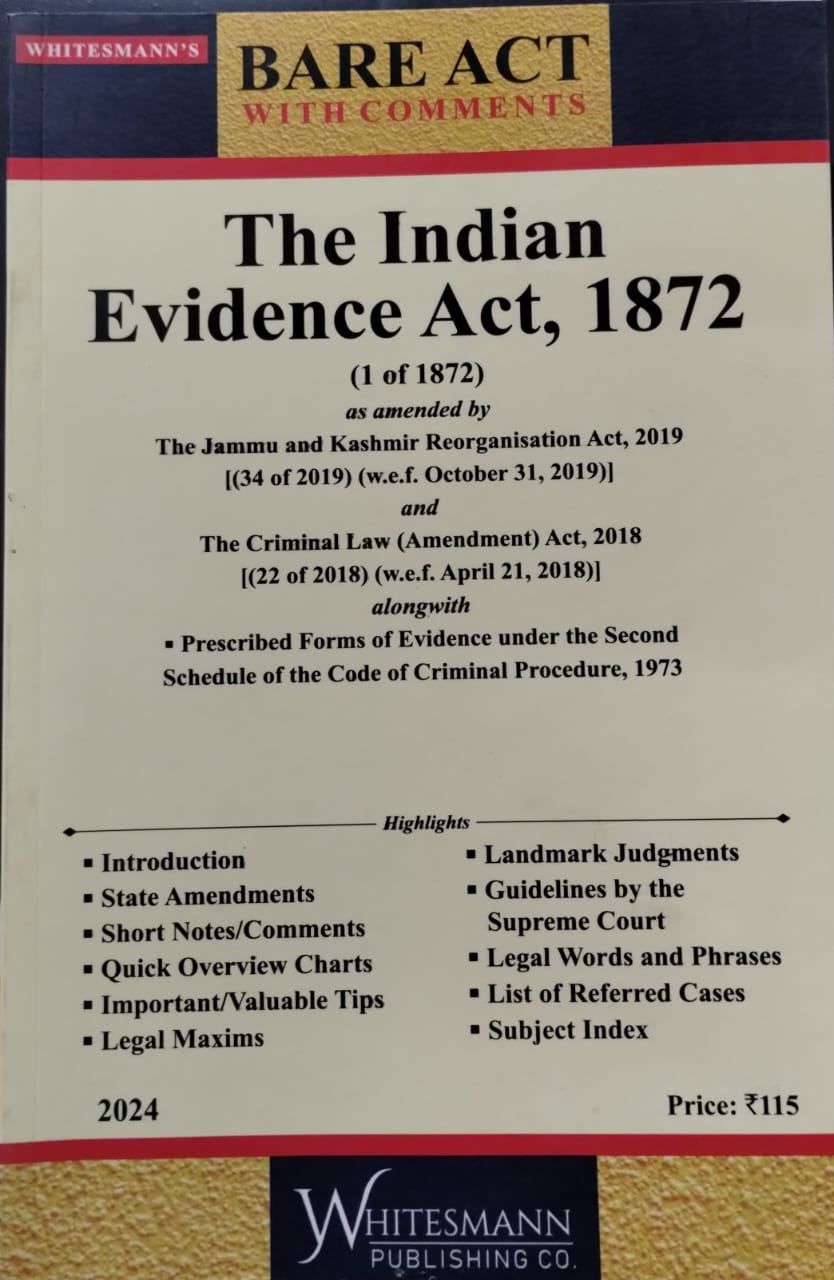 WHITESMANN'S
BARE ACT
WITH COMMENTS
The Indian
Evidence Act, 1872
(1 of 1872)
as amended by
The Jammu and Kashmir Reorganisation Act, 2019
[(34 of 2019) (w.e.f. October 31, 2019)]
and
The Criminal Law (Amendment) Act, 2018
[(22 of 2018) (w.e.f. April 21, 2018)]
alongwith
▪ Prescribed Forms of Evidence under the Second
Schedule of the Code of Criminal Procedure, 1973
Highlights
▪ Introduction
▪ State Amendments
▪ Short Notes/Comments
▪ Quick Overview Charts
▪ Important/Valuable Tips
▪ Legal Maxims
▪ Landmark Judgments
▪ Guidelines by the
Supreme Court
▪ Legal Words and Phrases
▪ List of Referred Cases
▪ Subject Index
2024
Price: ₹115
WHITESMANN
PUBLISHING CO.